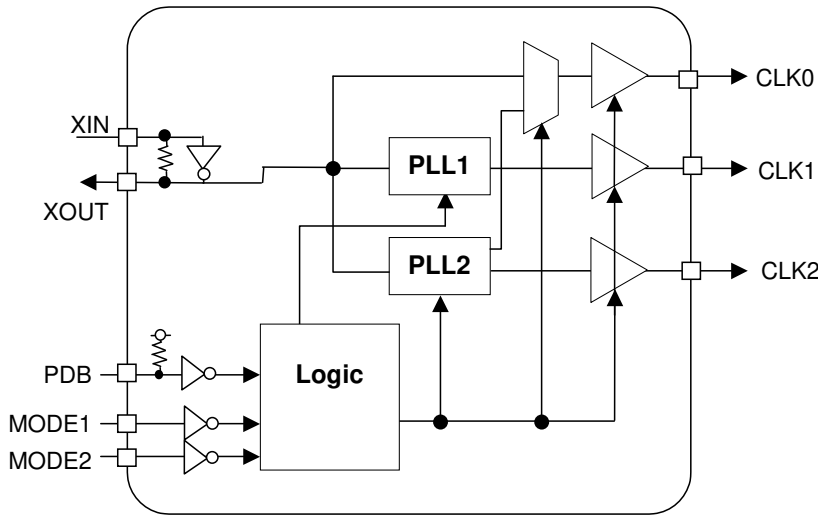 CLK0
XIN
PLL1
CLK1
XOUT
PLL2
CLK2
PDB
Logic
MODE1
MODE2